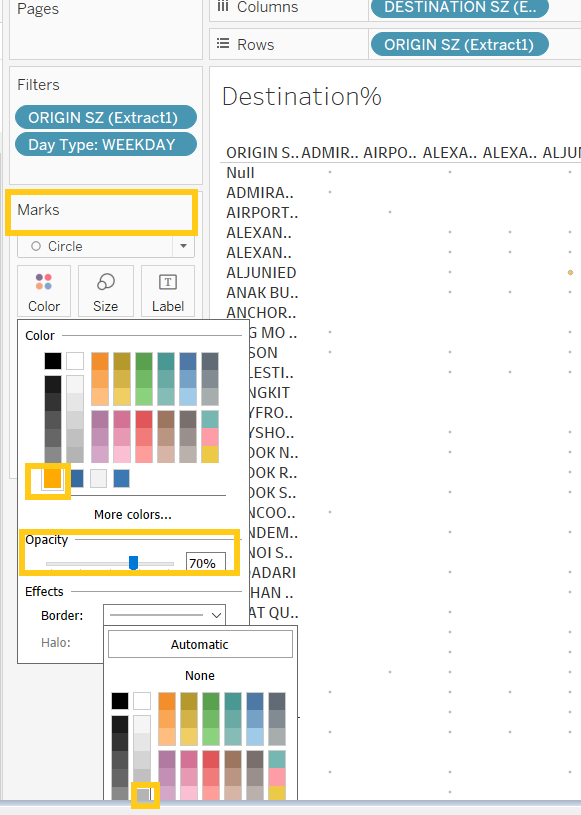 Pages
Columns
DESTINATION SZ (E..
Rows
ORIGIN SZ (Extract1)
Filters
ORIGIN SZ (Extract1)
Day Type: WEEKDAY
Destination%
ORIGIN S.. ADMIR.. AIRPO.. ALEXA.. ALEXA.. ALJU
Null
ADMIRA..
AIRPORT..
ALEXAN..
ALEXAN..
ALJUNIED
ANAK BU..
ANCHOR..
G MO ..
SON
LESTI..
NGKIT
YFRO..
YSHO..
OOK N..
OOK R..
OOK S..
NCOO..
NDEM..
NOI S..
ADARI
HAN ..
AT QU..
Marks
Circle
Color
Size
Label
Color
More colors...
Opacity
70%
Effects
Border:
Halo:
Automatic
None